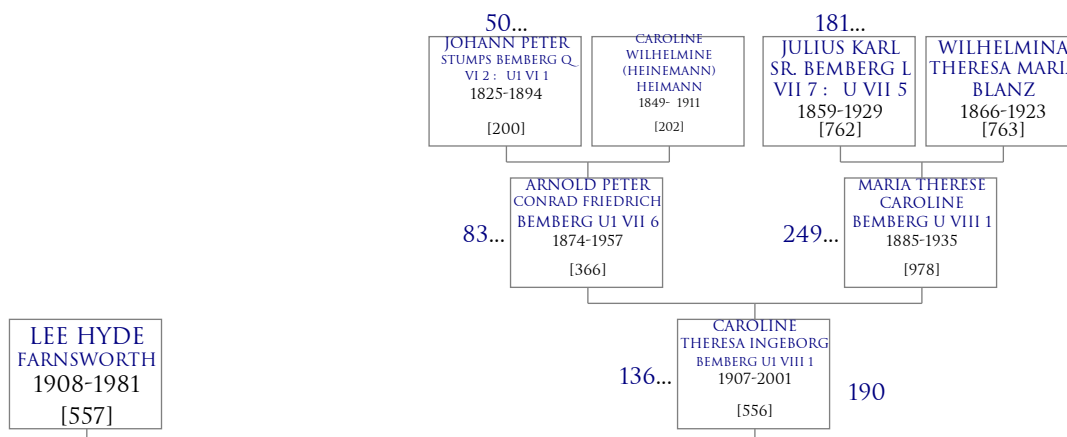 50...
181...
JOHANN PETER
STUMPS BEMBERG Q
VI 2 : U1 VI 1
1825-1894
[200]
CAROLINE
WILHELMINE
(HEINEMANN)
HEIMANN
1849- 1911
[202]
JULIUS KARL
SR. BEMBERG L
VII 7 : U VII 5
1859-1929
[762]
WILHELMINA
THERESA MARIA
BLANZ
1866-1923
[763]
83...
ARNOLD PETER
CONRAD FRIEDRICH
BEMBERG U1 VII 6
1874-1957
[366]
249...
MARIA THERESE
CAROLINE
BEMBERG U VIII 1
1885-1935
[978]
LEE HYDE
FARNSWORTH
1908-1981
[557]
136...
CAROLINE
THERESA INGEBORG
BEMBERG U1 VIII 1
1907-2001
[556]
190